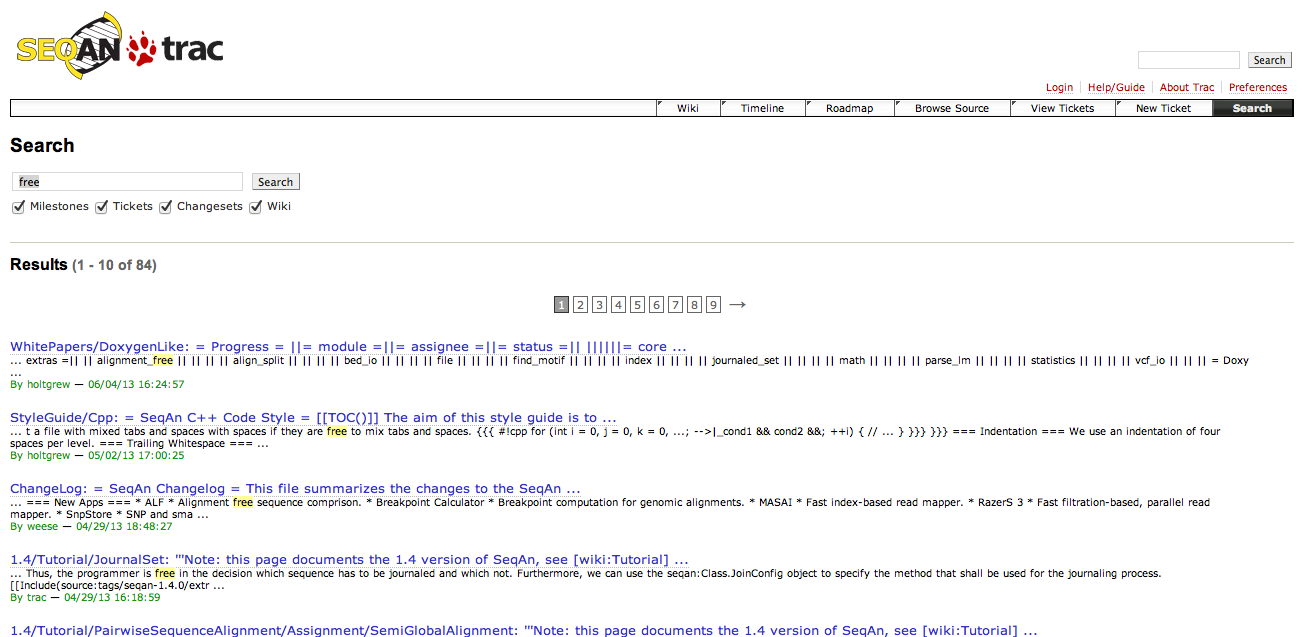 SEQAN trac
Search
Login Help/Guide About Trac Preferences
Wiki Timeline Roadmap Browse Source View Tickets New Ticket Search
Search
free Search
Milestones Tickets Changesets Wiki
Results (1 - 10 of 84)
1 2 3 4 5 6 7 8 9 →
WhitePapers/DoxygenLike: = Progress = ||= module =||= assignee =||= status =|| ||||||= core ...
... extras =|| || alignment_free || || || || align_split || || || || bed_io || || || || file || || || || find_motif || || || || index || || || || journaled_set || || || || math || || || || parse_lm || || || || statistics || || || || vcf_io || || || = Doxy
...
By holtgrew — 06/04/13 16:24:57
StyleGuide/Cpp: = SeqAn C++ Code Style = [[TOC()]] The aim of this style guide is to ...
... t a file with mixed tabs and spaces with spaces if they are free to mix tabs and spaces. {{{ #!cpp for (int i = 0, j = 0, k = 0, ...; -->|_cond1 && cond2 &&; ++i) { // ... } }}} }}} === Indentation === We use an indentation of four
spaces per level. === Trailing Whitespace === ...
By holtgrew — 05/02/13 17:00:25
ChangeLog: = SeqAn Changelog = This file summarizes the changes to the SeqAn ...
... === New Apps === * ALF * Alignment free sequence comparison. * Breakpoint Calculator * Breakpoint computation for genomic alignments. * MASAI * Fast index-based read mapper. * RazerS 3 * Fast filtration-based, parallel read
mapper. * SnpStore * SNP and sma ...
By weese — 04/29/13 18:48:27
1.4/Tutorial/JournalSet: '''Note: this page documents the 1.4 version of SeqAn, see [wiki:Tutorial] ...
... Thus, the programmer is free in the decision which sequence has to be journaled and which not. Furthermore, we can use the seqan:Class.JoinConfig object to specify the method that shall be used for the journaling process.
[[Include(source:tags/seqan-1.4.0/extr ...
By trac — 04/29/13 16:18:59
1.4/Tutorial/PairwiseSequenceAlignment/Assignment/SemiGlobalAlignment: '''Note: this page documents the 1.4 version of SeqAn, see [wiki:Tutorial] ...